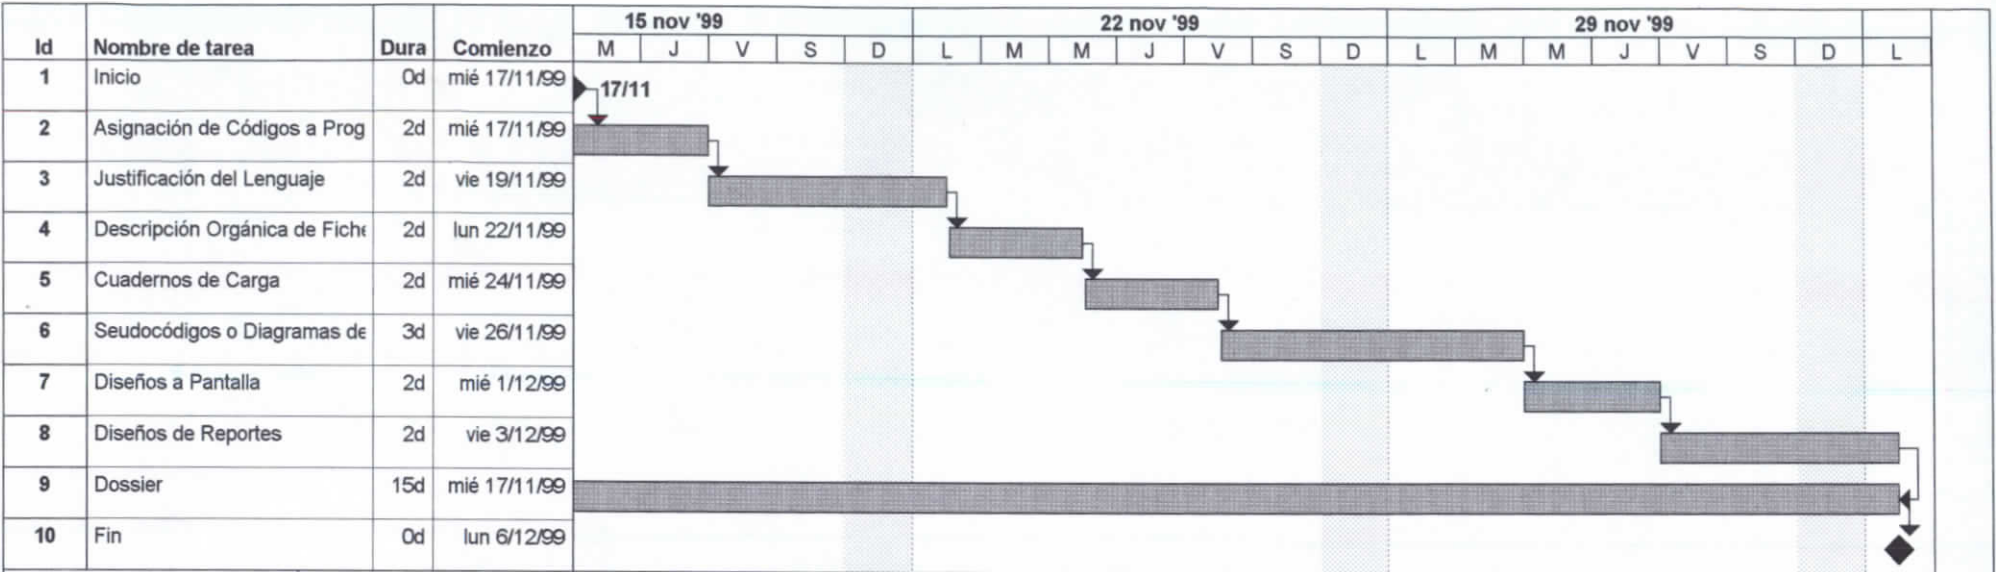 15 nov '99 22 nov '99 29 nov '99
Id Nombre de tarea Dura Comienzo M J V S D L M M J V S D L M M J V S D L
1 Inicio 0d mié 17/11/99 17/11
2 Asignación de Códigos a Prog 2d mié 17/11/99
3 Justificación del Lenguaje 2d vie 19/11/99
4 Descripción Orgánica de Fiche 2d lun 22/11/99
5 Cuadernos de Carga 2d mié 24/11/99
6 Seudocódigos o Diagramas de 3d vie 26/11/99
7 Diseños a Pantalla 2d mié 1/12/99
8 Diseños de Reportes 2d vie 3/12/99
9 Dossier 15d mié 17/11/99
10 Fin 0d lun 6/12/99